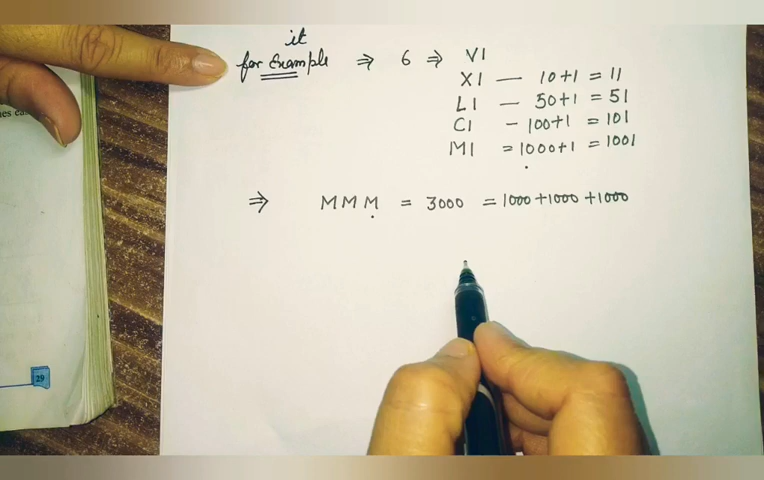 it
for Example ⇒ 6 ⇒ VI
XI — 10+1 = 11
LI — 50+1 = 51
CI - 100+1 = 101
MI = 1000+1 = 1001
⇒ MMM = 3000 = 1000+1000+1000
29